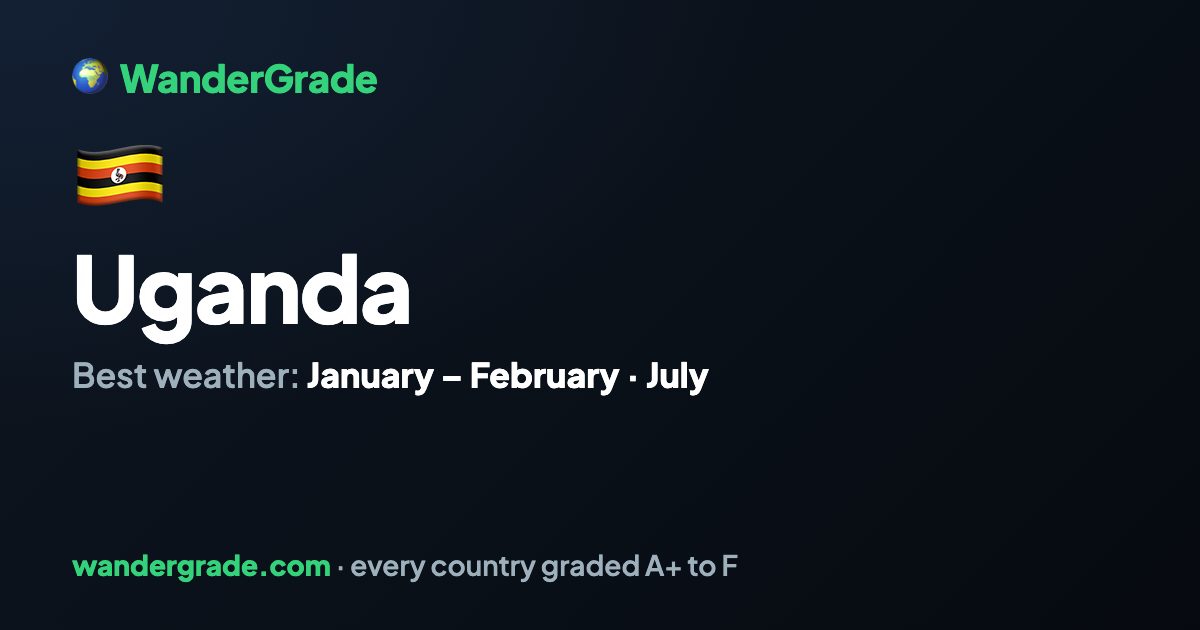 WanderGrade
Uganda
Best weather: January – February · July
wandergrade.com · every country graded A+ to F